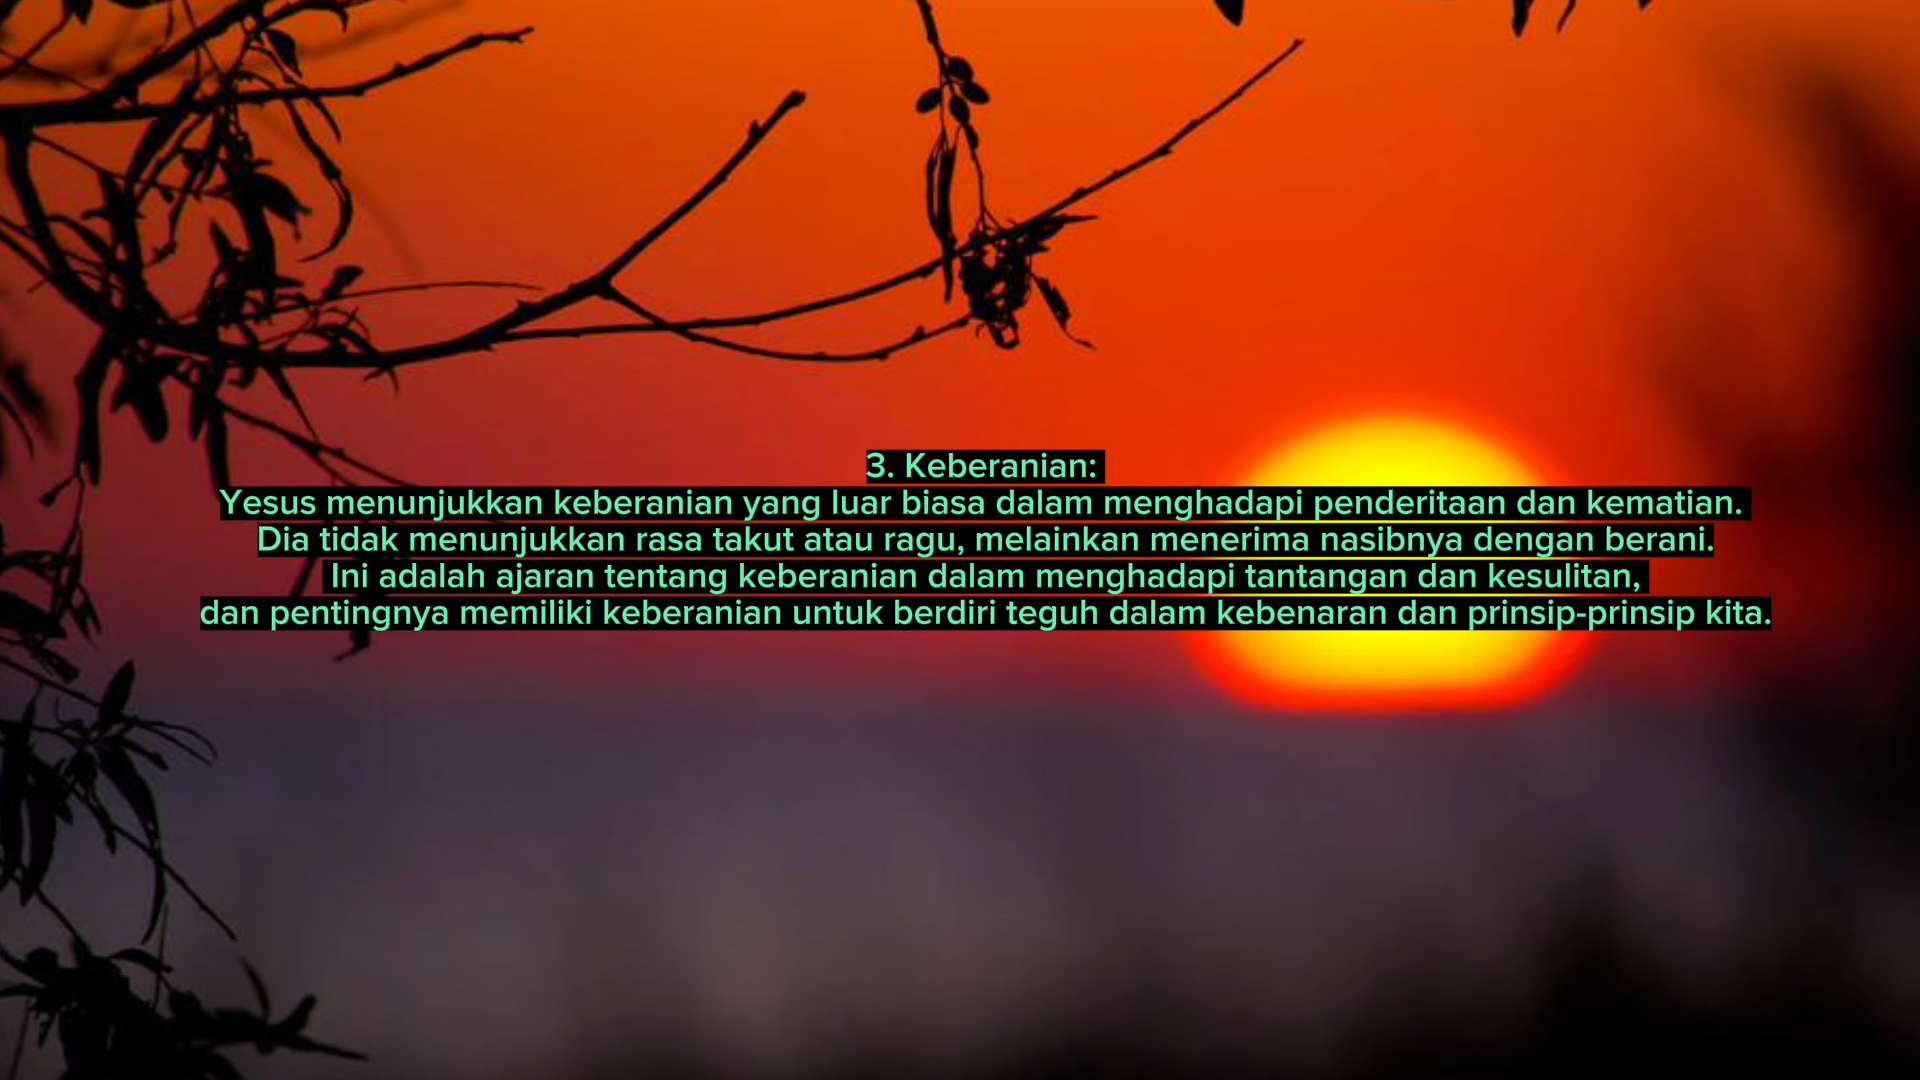 3. Keberanian:
Yesus menunjukkan keberanian yang luar biasa dalam menghadapi penderitaan dan kematian.
Dia tidak menunjukkan rasa takut atau ragu, melainkan menerima nasibnya dengan berani.
Ini adalah ajaran tentang keberanian dalam menghadapi tantangan dan kesulitan,
dan pentingnya memiliki keberanian untuk berdiri teguh dalam kebenaran dan prinsip-prinsip kita.